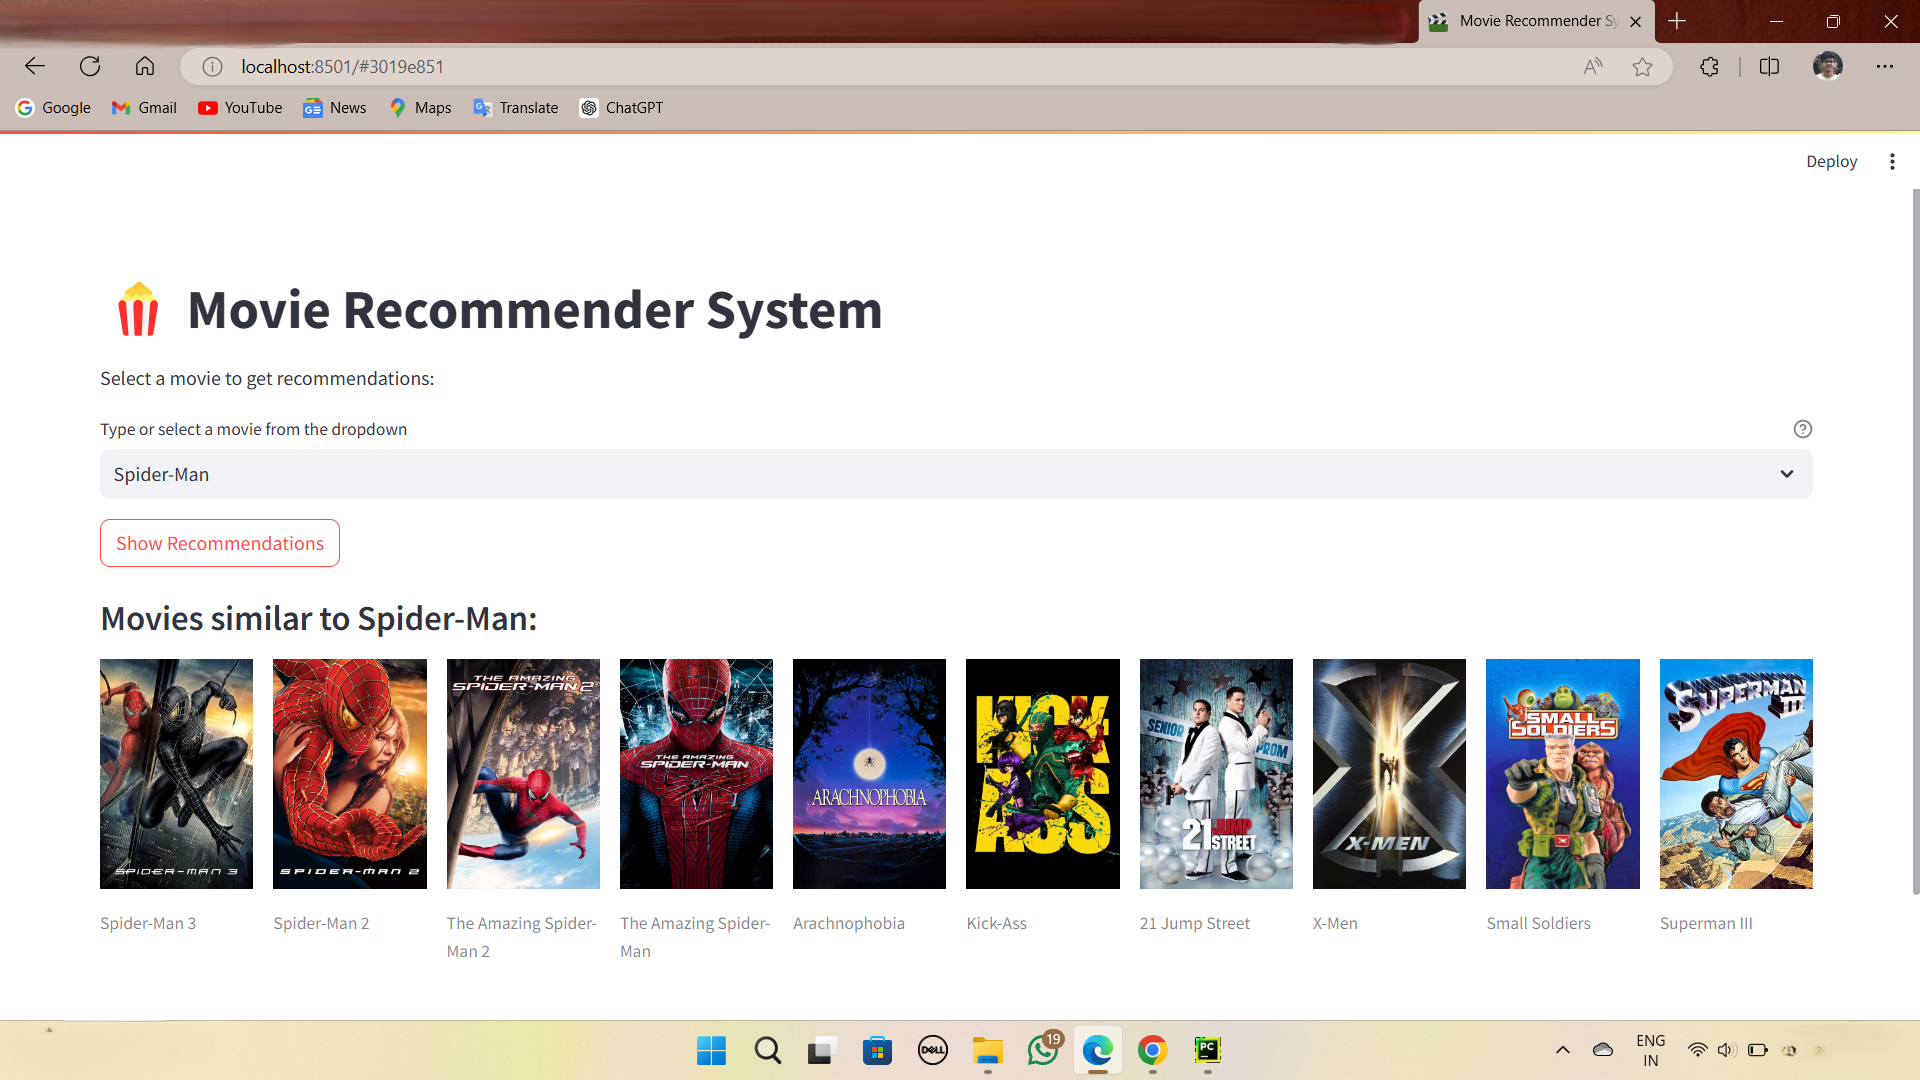 Movie Recommender Sy
localhost:8501/#3019e851
Google Gmail YouTube News Maps Translate ChatGPT
Deploy
Movie Recommender System
Select a movie to get recommendations:
Type or select a movie from the dropdown
Spider-Man
Show Recommendations
Movies similar to Spider-Man:
SPIDER-MAN 3
SPIDER-MAN 2
THE AMAZING
SPIDER-MAN 2
THE AMAZING
SPIDER-MAN
ARACHNOPHOBIA
KICK
ASS
SENIOR
PROM
21 JUMP
STREET
X-MEN
SMALL
SOLDIERS
SUPERMAN
III
Spider-Man 3
Spider-Man 2
The Amazing Spider-
Man 2
The Amazing Spider-
Man
Arachnophobia
Kick-Ass
21 Jump Street
X-Men
Small Soldiers
Superman III
DELL
19
PC
ENG
IN